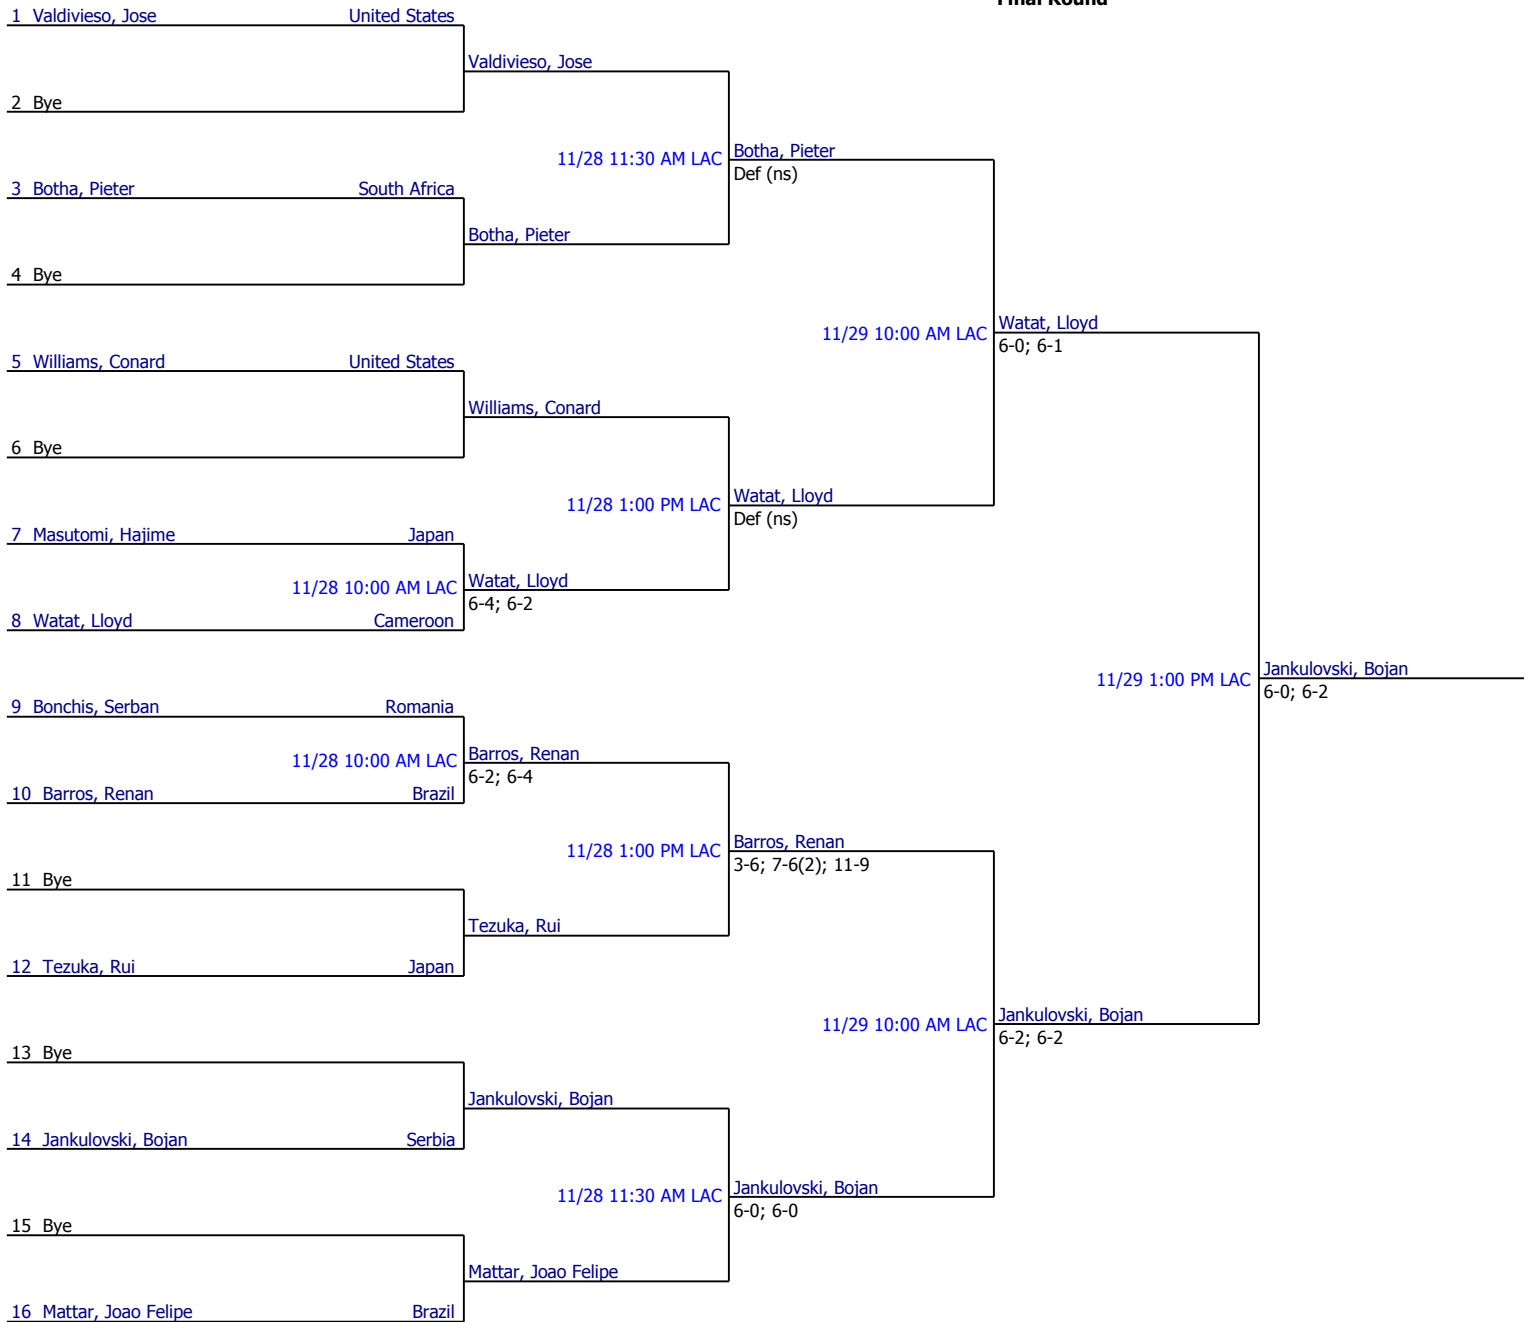 Final Round
1 Valdivieso, Jose United States
Valdivieso, Jose
2 Bye
11/28 11:30 AM LAC
Botha, Pieter
Def (ns)
3 Botha, Pieter South Africa
Botha, Pieter
4 Bye
11/29 10:00 AM LAC
Watat, Lloyd
6-0; 6-1
5 Williams, Conard United States
Williams, Conard
6 Bye
11/28 1:00 PM LAC
Watat, Lloyd
Def (ns)
7 Masutomi, Hajime Japan
11/28 10:00 AM LAC
Watat, Lloyd
6-4; 6-2
8 Watat, Lloyd Cameroon
11/29 1:00 PM LAC
Jankulovski, Bojan
6-0; 6-2
9 Bonchis, Serban Romania
11/28 10:00 AM LAC
Barros, Renan
6-2; 6-4
10 Barros, Renan Brazil
11/28 1:00 PM LAC
Barros, Renan
3-6; 7-6(2); 11-9
11 Bye
Tezuka, Rui
12 Tezuka, Rui Japan
11/29 10:00 AM LAC
Jankulovski, Bojan
6-2; 6-2
13 Bye
Jankulovski, Bojan
14 Jankulovski, Bojan Serbia
11/28 11:30 AM LAC
Jankulovski, Bojan
6-0; 6-0
15 Bye
Mattar, Joao Felipe
16 Mattar, Joao Felipe Brazil